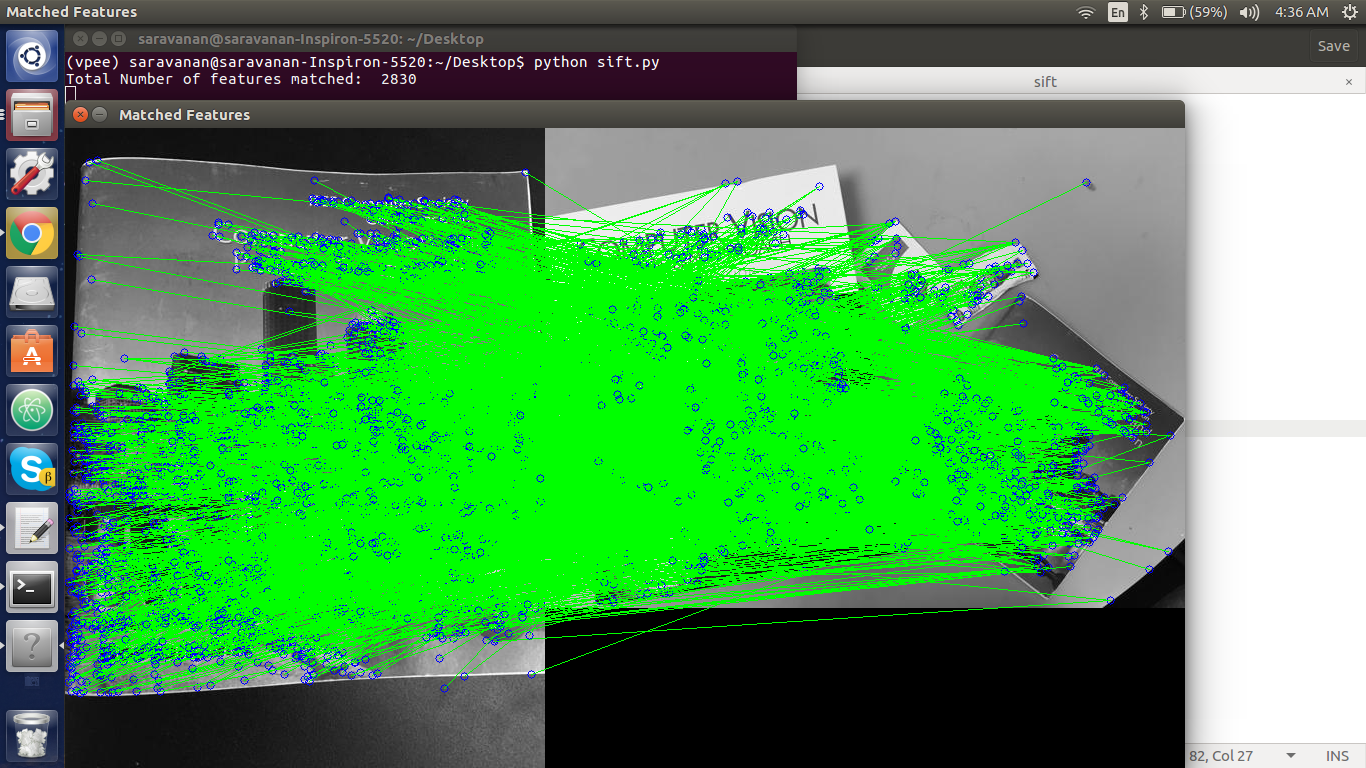 Matched Features
En
(59%)
4:36 AM
saravanan@saravanan-Inspiron-5520: ~/Desktop
Save
(vpee) saravanan@saravanan-Inspiron-5520:~/Desktop$ python sift.py
Total Number of features matched:  2830
sift
Matched Features
VISION
82, Col 27
INS